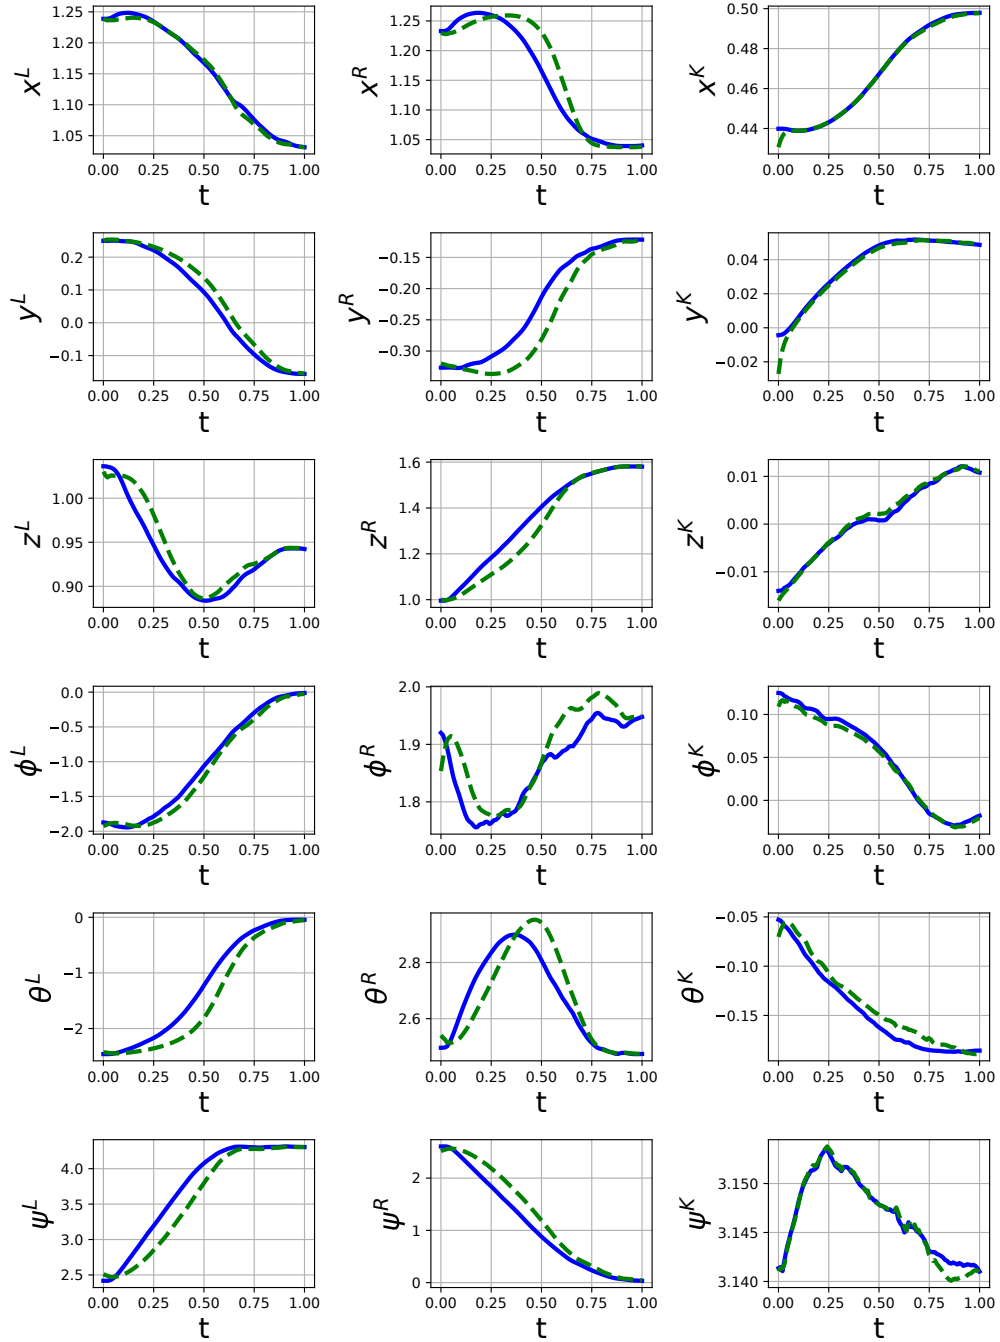 x^L
1.25
1.20
1.15
1.10
1.05
0.00 0.25 0.50 0.75 1.00
t
x^R
1.25
1.20
1.15
1.10
1.05
0.00 0.25 0.50 0.75 1.00
t
x^K
0.50
0.48
0.46
0.44
0.00 0.25 0.50 0.75 1.00
t
y^L
0.2
0.1
0.0
−0.1
0.00 0.25 0.50 0.75 1.00
t
y^R
−0.15
−0.20
−0.25
−0.30
0.00 0.25 0.50 0.75 1.00
t
y^K
0.04
0.02
0.00
−0.02
0.00 0.25 0.50 0.75 1.00
t
z^L
1.00
0.95
0.90
0.00 0.25 0.50 0.75 1.00
t
z^R
1.6
1.4
1.2
1.0
0.00 0.25 0.50 0.75 1.00
t
z^K
0.01
0.00
−0.01
0.00 0.25 0.50 0.75 1.00
t
ϕ^L
0.0
−0.5
−1.0
−1.5
−2.0
0.00 0.25 0.50 0.75 1.00
t
ϕ^R
2.0
1.9
1.8
0.00 0.25 0.50 0.75 1.00
t
ϕ^K
0.10
0.05
0.00
0.00 0.25 0.50 0.75 1.00
t
θ^L
0
−1
−2
0.00 0.25 0.50 0.75 1.00
t
θ^R
2.8
2.6
0.00 0.25 0.50 0.75 1.00
t
θ^K
−0.05
−0.10
−0.15
0.00 0.25 0.50 0.75 1.00
t
ψ^L
4.0
3.5
3.0
2.5
0.00 0.25 0.50 0.75 1.00
t
ψ^R
2
1
0
0.00 0.25 0.50 0.75 1.00
t
ψ^K
3.150
3.145
3.140
0.00 0.25 0.50 0.75 1.00
t